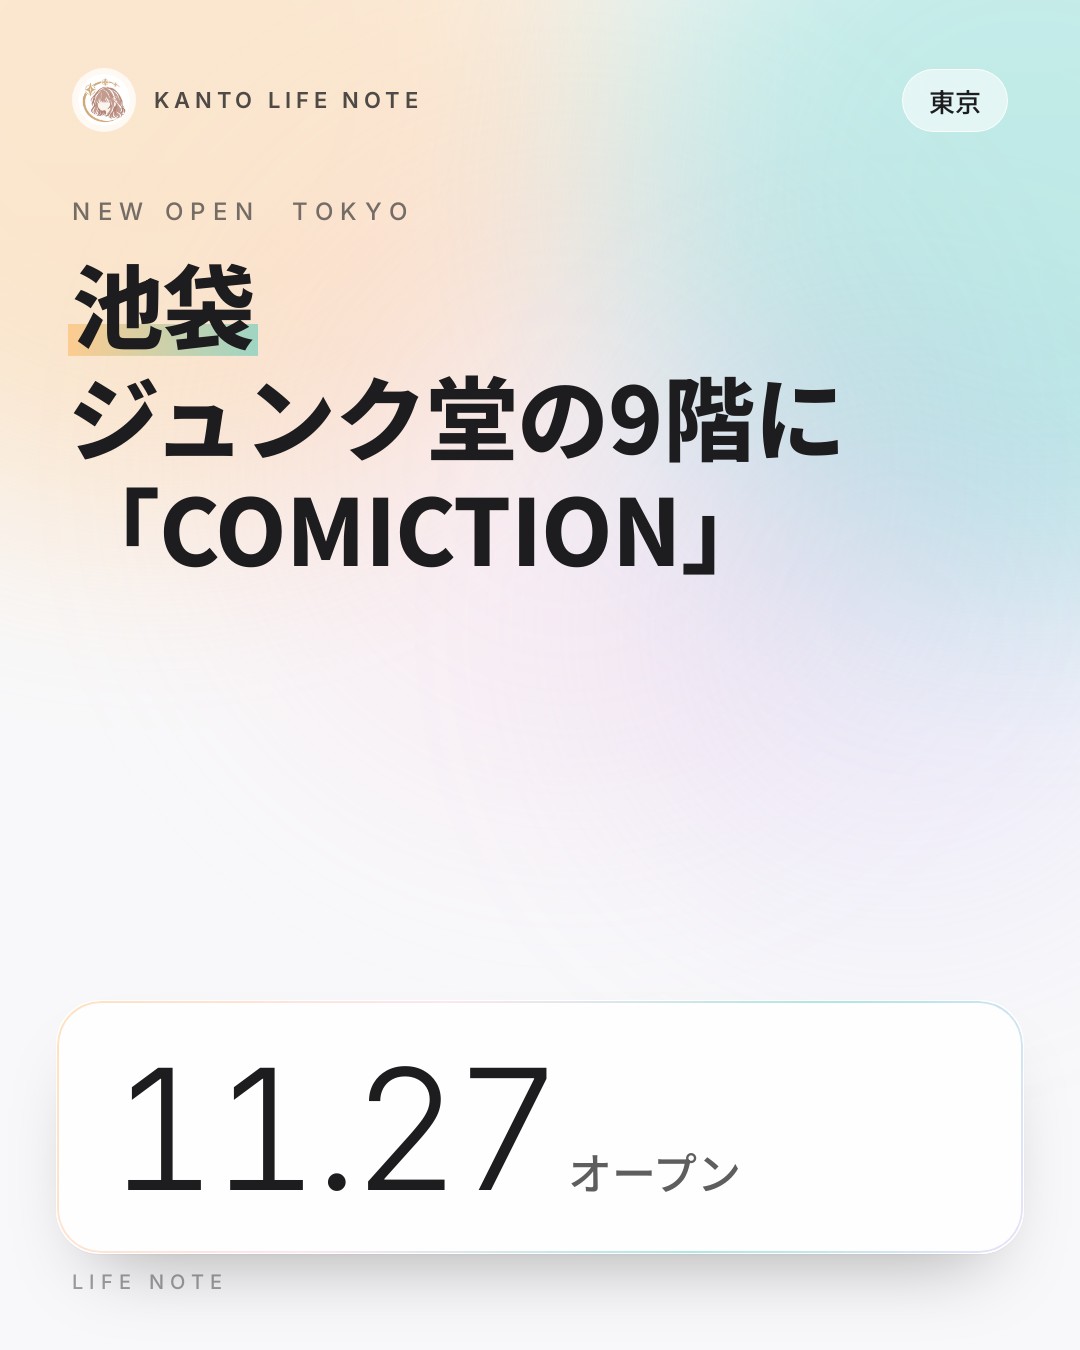 KANTO LIFE NOTE
東京
NEW OPEN TOKYO
池袋
ジュンク堂の9階に
「COMICTION」
11.27 オープン
LIFE NOTE